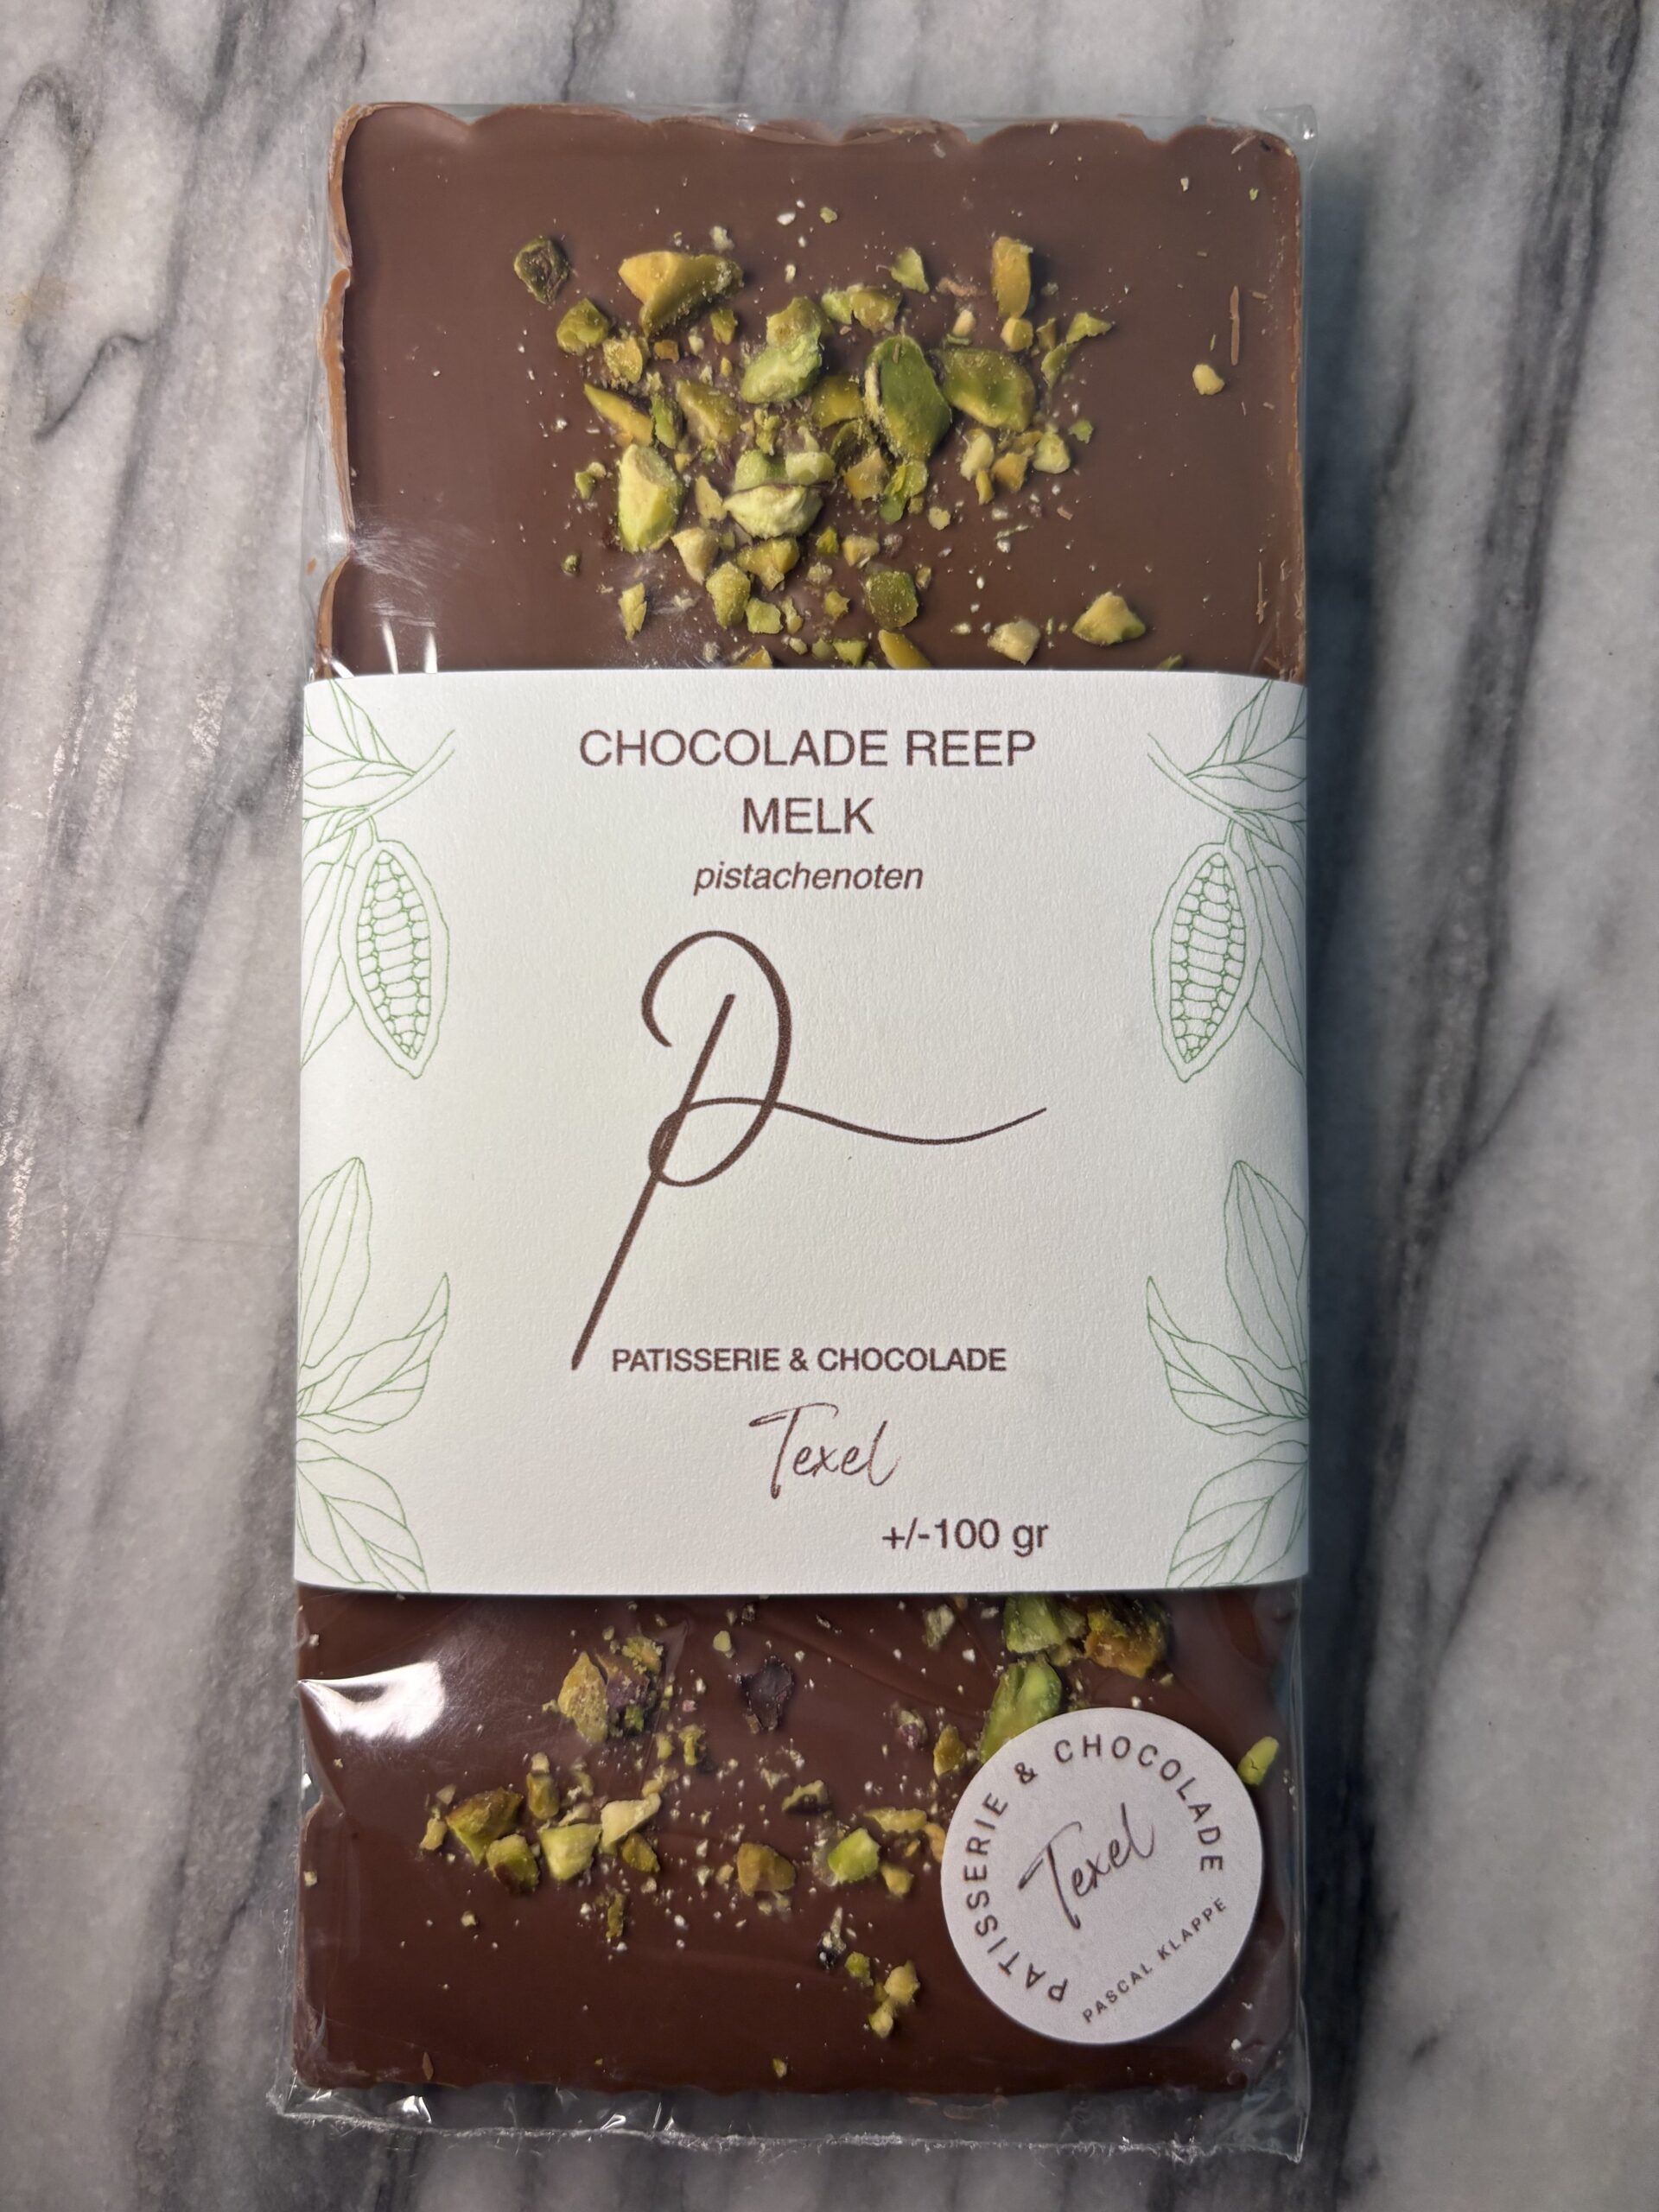 CHOCOLADE REEP
MELK
pistachenoten
P
PATISSERIE & CHOCOLADE
Texel
+/-100 gr
PATISSERIE & CHOCOLADE
Texel
PASCAL KLAPPE